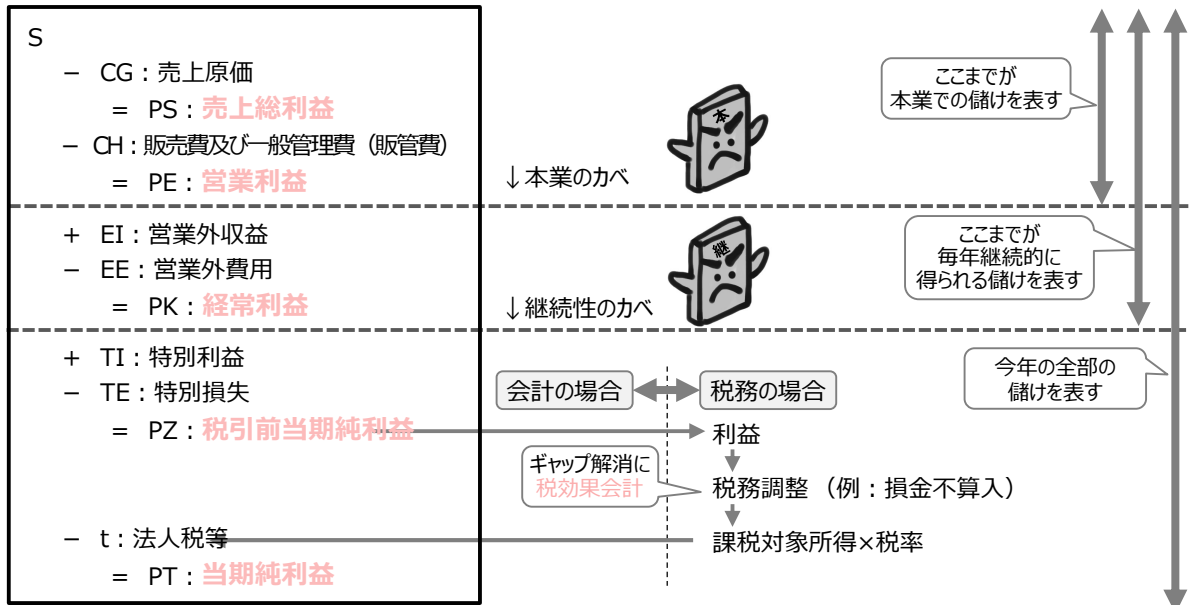 S
－ CG：売上原価
＝ PS：売上総利益
－ CH：販売費及び一般管理費（販管費）
＝ PE：営業利益
↓本業のカベ
本
ここまでが
本業での儲けを表す
＋ EI：営業外収益
－ EE：営業外費用
＝ PK：経常利益
↓継続性のカベ
継
ここまでが
毎年継続的に
得られる儲けを表す
＋ TI：特別利益
－ TE：特別損失
＝ PZ：税引前当期純利益
会計の場合
税務の場合
今年の全部の
儲けを表す
利益
ギャップ解消に
税効果会計
税務調整 （例：損金不算入）
－ t：法人税等
課税対象所得×税率
＝ PT：当期純利益